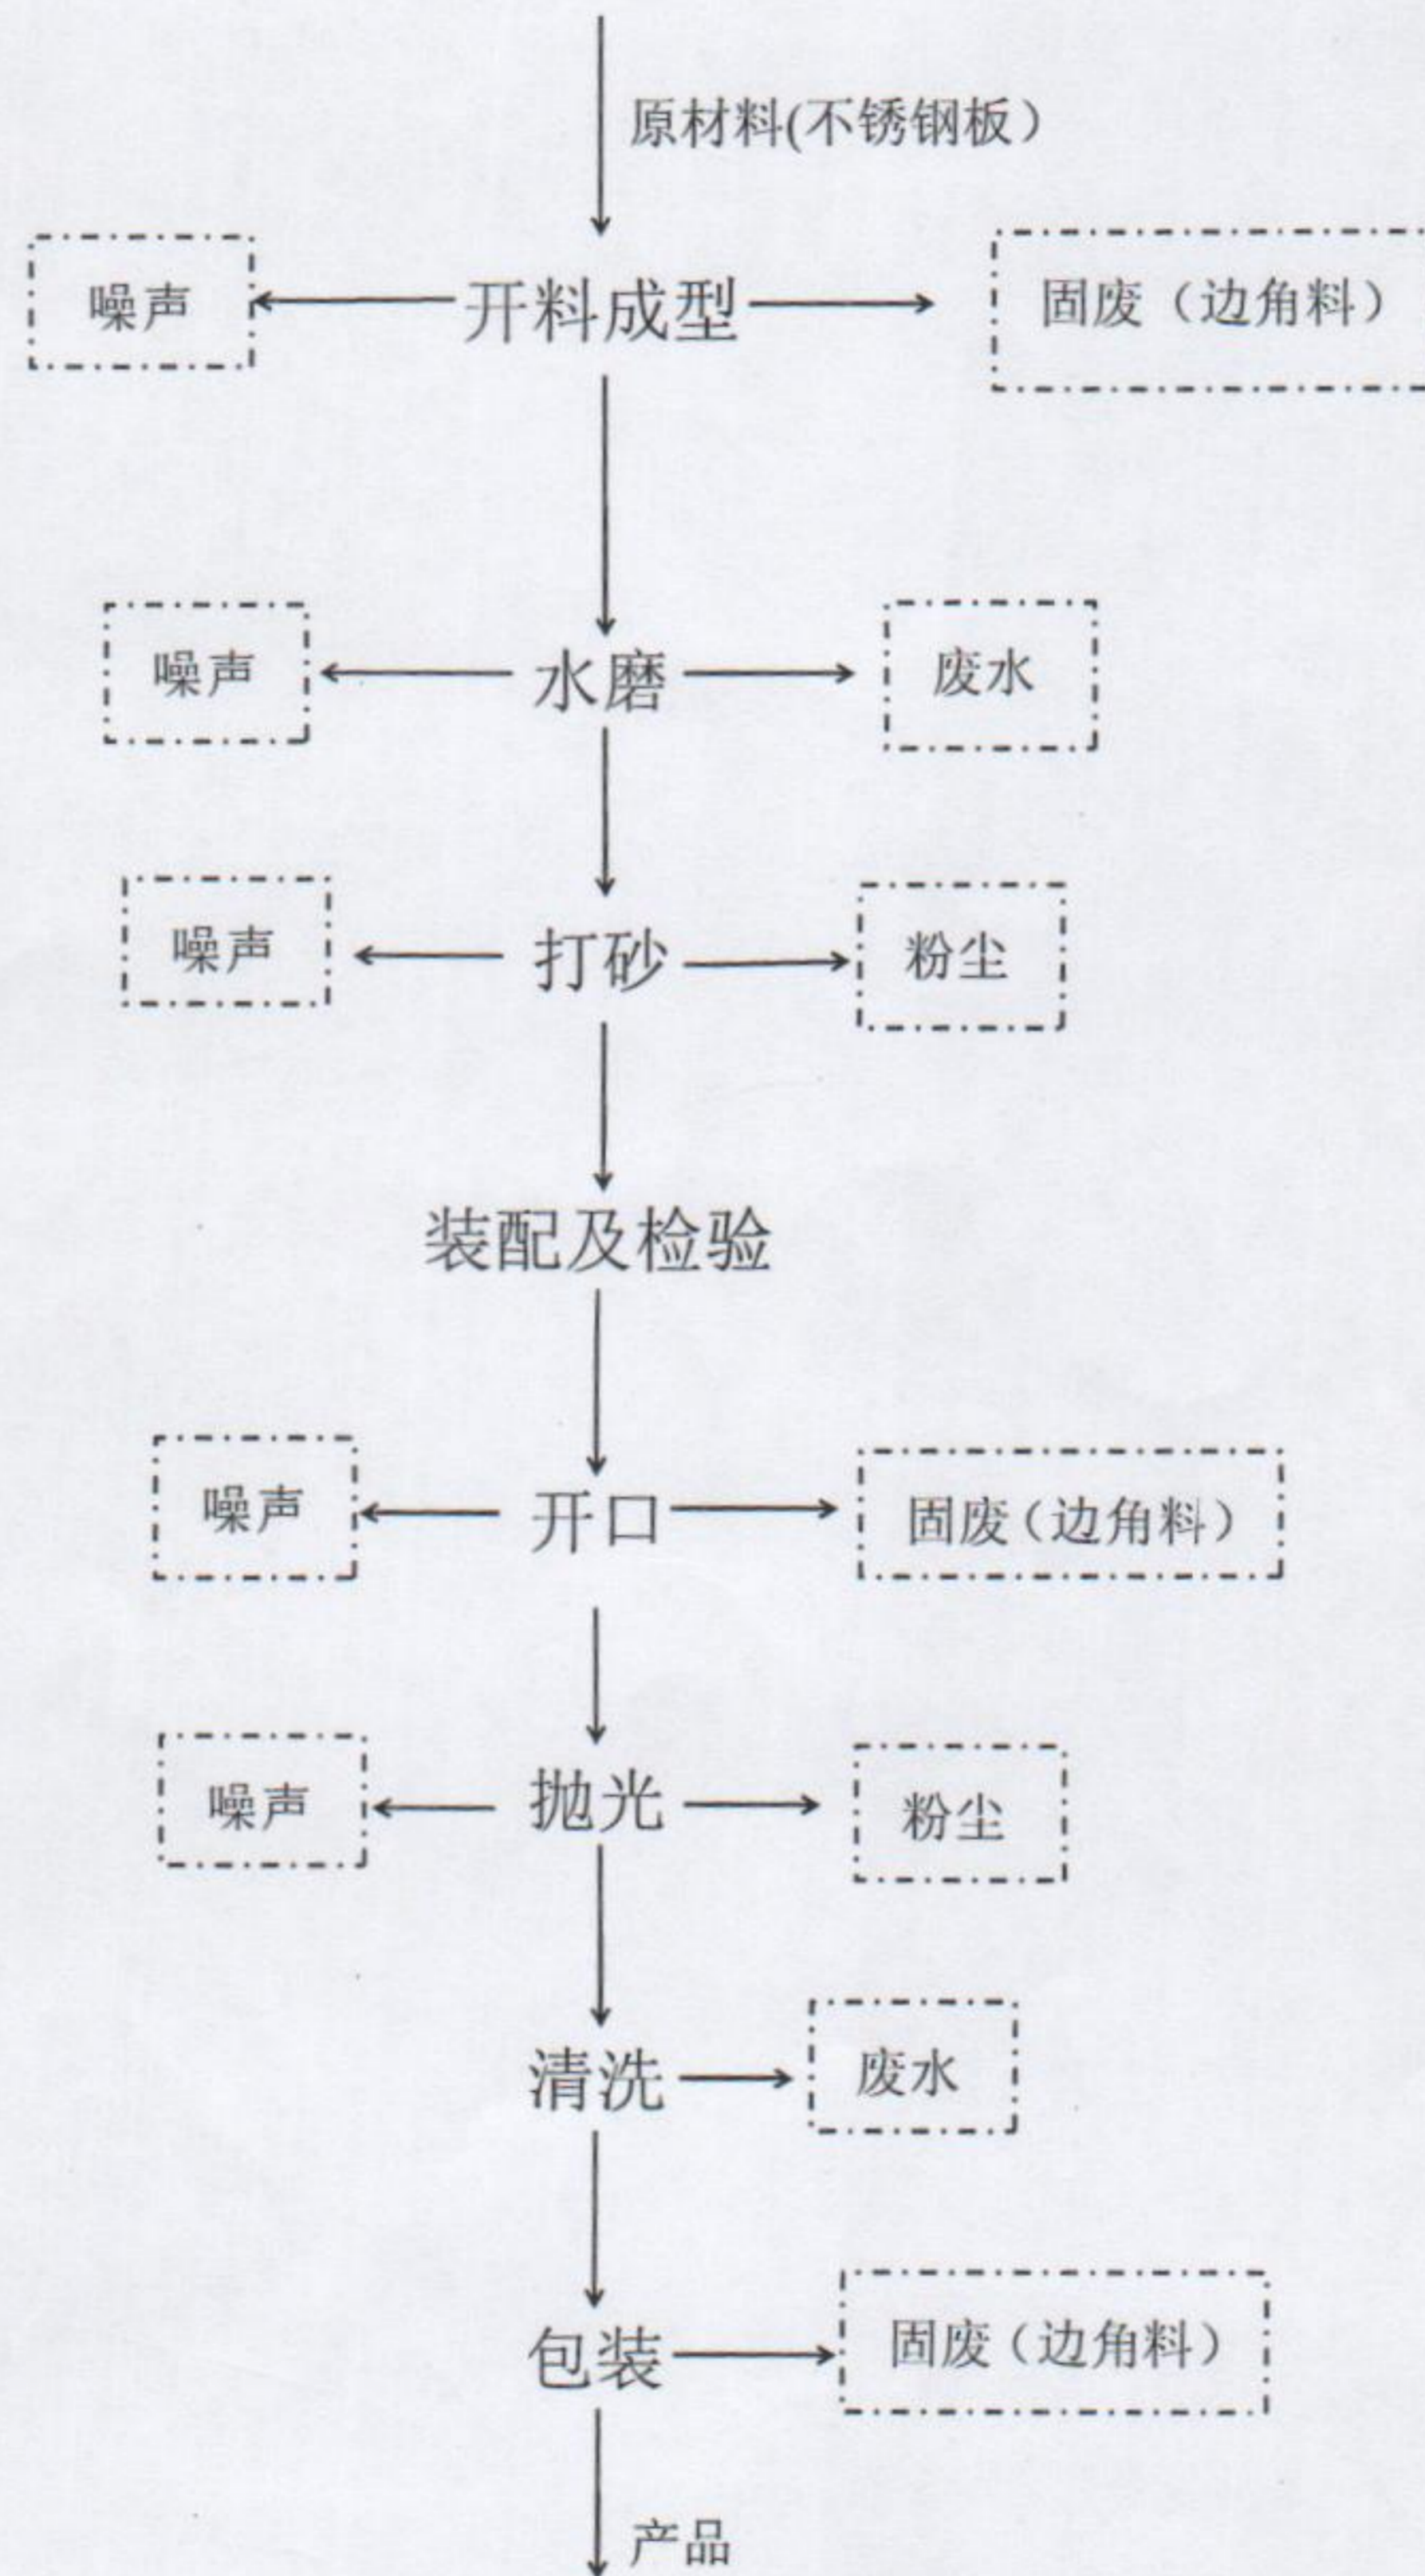 原材料(不锈钢板）
噪声
开料成型
固废（边角料）
噪声
水磨
废水
噪声
打砂
粉尘
装配及检验
噪声
开口
固废（边角料）
噪声
抛光
粉尘
清洗
废水
包装
固废（边角料）
产品